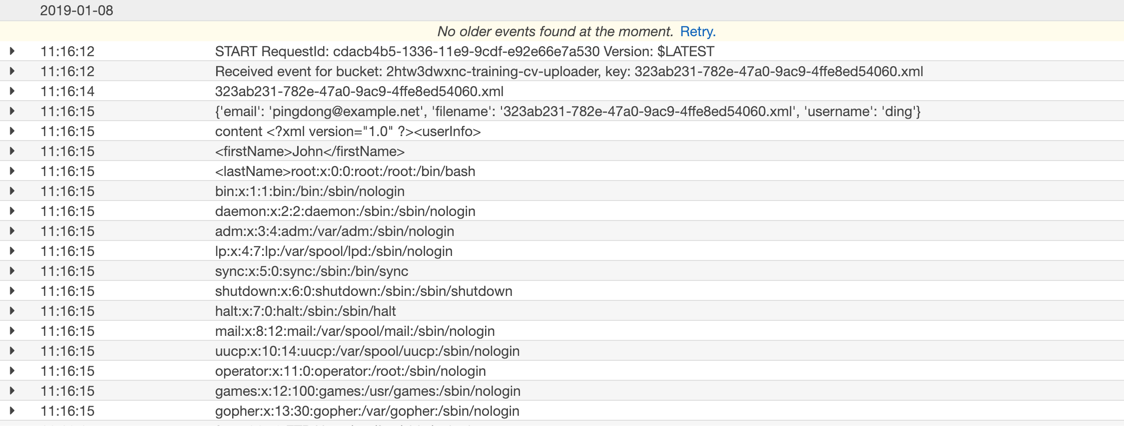 2019-01-08
No older events found at the moment. Retry.
11:16:12 START RequestId: cdacb4b5-1336-11e9-9cdf-e92e66e7a530 Version: $LATEST
11:16:12 Received event for bucket: 2htw3dwxnc-training-cv-uploader, key: 323ab231-782e-47a0-9ac9-4ffe8ed54060.xml
11:16:14 323ab231-782e-47a0-9ac9-4ffe8ed54060.xml
11:16:15 {'email': 'pingdong@example.net', 'filename': '323ab231-782e-47a0-9ac9-4ffe8ed54060.xml', 'username': 'ding'}
11:16:15 content <?xml version="1.0" ?><userInfo>
11:16:15 <firstName>John</firstName>
11:16:15 <lastName>root:x:0:0:root:/root:/bin/bash
11:16:15 bin:x:1:1:bin:/bin:/sbin/nologin
11:16:15 daemon:x:2:2:daemon:/sbin:/sbin/nologin
11:16:15 adm:x:3:4:adm:/var/adm:/sbin/nologin
11:16:15 lp:x:4:7:lp:/var/spool/lpd:/sbin/nologin
11:16:15 sync:x:5:0:sync:/sbin:/bin/sync
11:16:15 shutdown:x:6:0:shutdown:/sbin:/sbin/shutdown
11:16:15 halt:x:7:0:halt:/sbin:/sbin/halt
11:16:15 mail:x:8:12:mail:/var/spool/mail:/sbin/nologin
11:16:15 uucp:x:10:14:uucp:/var/spool/uucp:/sbin/nologin
11:16:15 operator:x:11:0:operator:/root:/sbin/nologin
11:16:15 games:x:12:100:games:/usr/games:/sbin/nologin
11:16:15 gopher:x:13:30:gopher:/var/gopher:/sbin/nologin